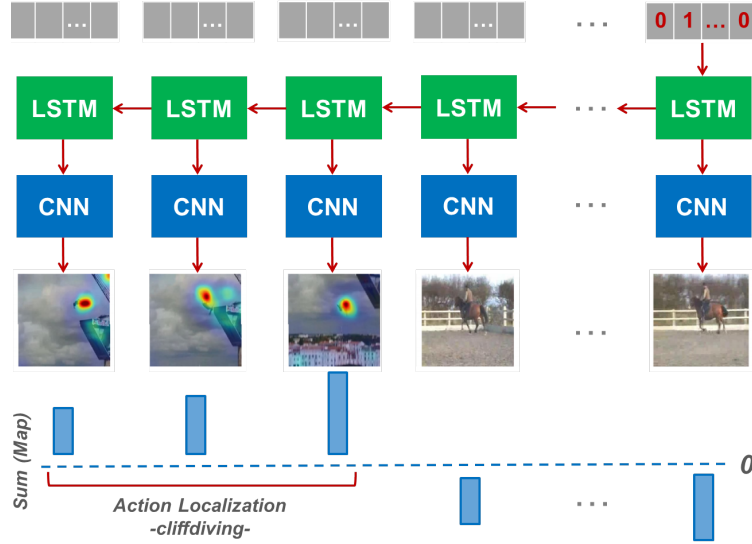 ... ... ... ... ... 0 1 ... 0
LSTM LSTM LSTM LSTM ... LSTM
CNN CNN CNN CNN ... CNN
...
Sum (Map)
0
Action Localization
-cliffdiving-
...